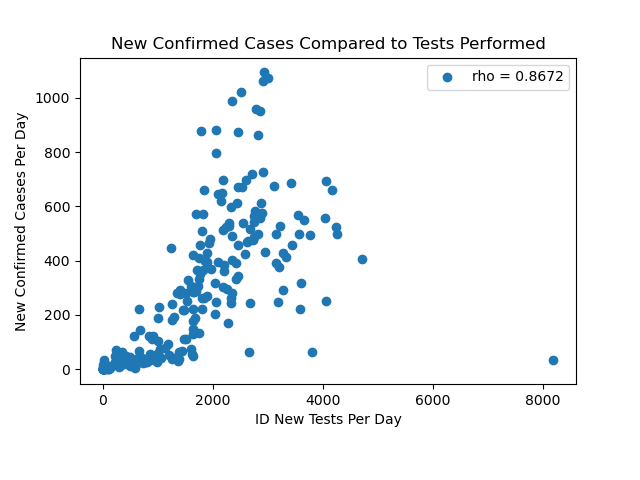 New Confirmed Cases Compared to Tests Performed
rho = 0.8672
New Confirmed Caeses Per Day
1000
800
600
400
200
0
0 2000 4000 6000 8000
ID New Tests Per Day